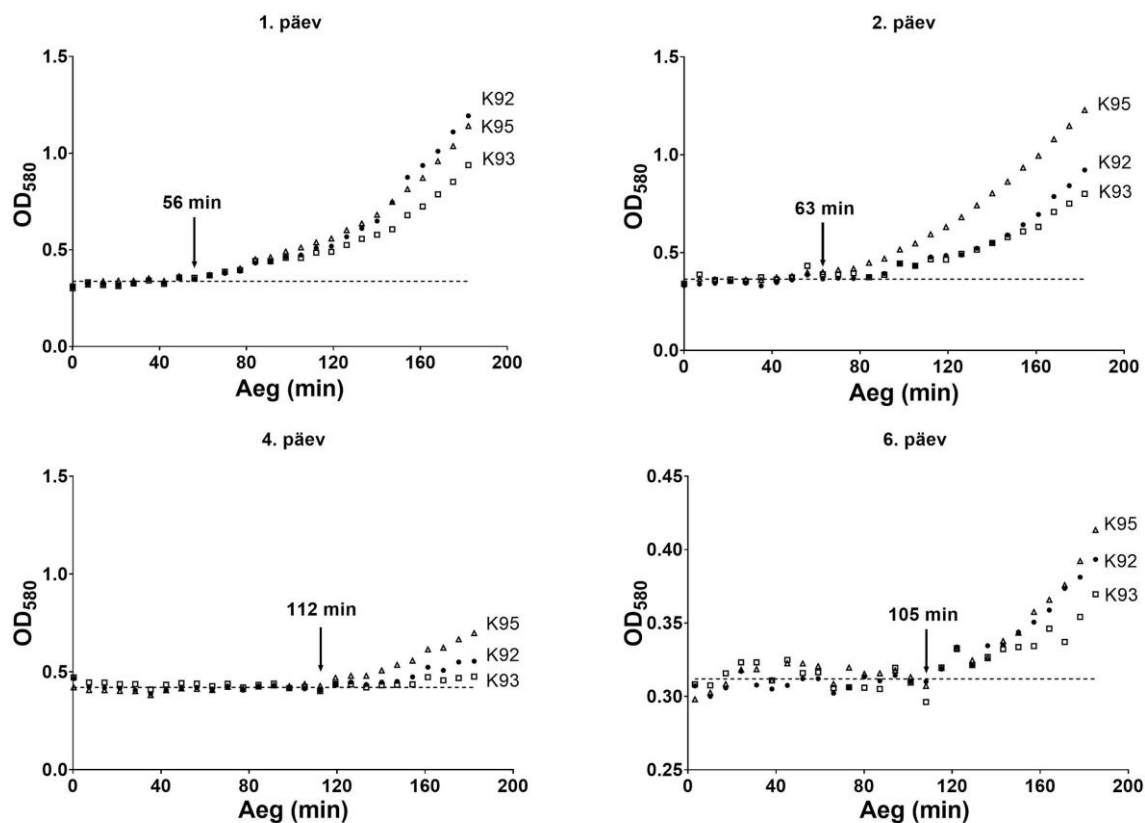 1. päev
1.5
1.0
0.5
0.0
OD580
56 min
K92
K95
K93
0 40 80 120 160 200
Aeg (min)
2. päev
1.5
1.0
0.5
0.0
OD580
63 min
K95
K92
K93
0 40 80 120 160 200
Aeg (min)
4. päev
1.5
1.0
0.5
0.0
OD580
112 min
K95
K92
K93
0 40 80 120 160 200
Aeg (min)
6. päev
0.45
0.40
0.35
0.30
0.25
OD580
105 min
K95
K92
K93
0 40 80 120 160 200
Aeg (min)